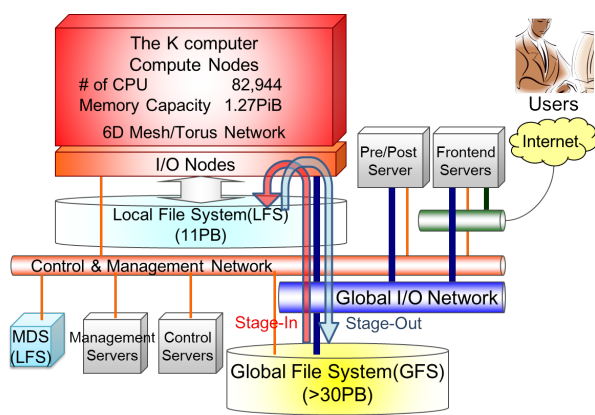 The K computer
Compute Nodes
# of CPU 82,944
Memory Capacity 1.27PiB
6D Mesh/Torus Network
I/O Nodes
Users
Internet
Pre/Post
Server
Frontend
Servers
Local File System(LFS)
(11PB)
Control & Management Network
Global I/O Network
Stage-In
Stage-Out
MDS
(LFS)
Management
Servers
Control
Servers
Global File System(GFS)
(>30PB)